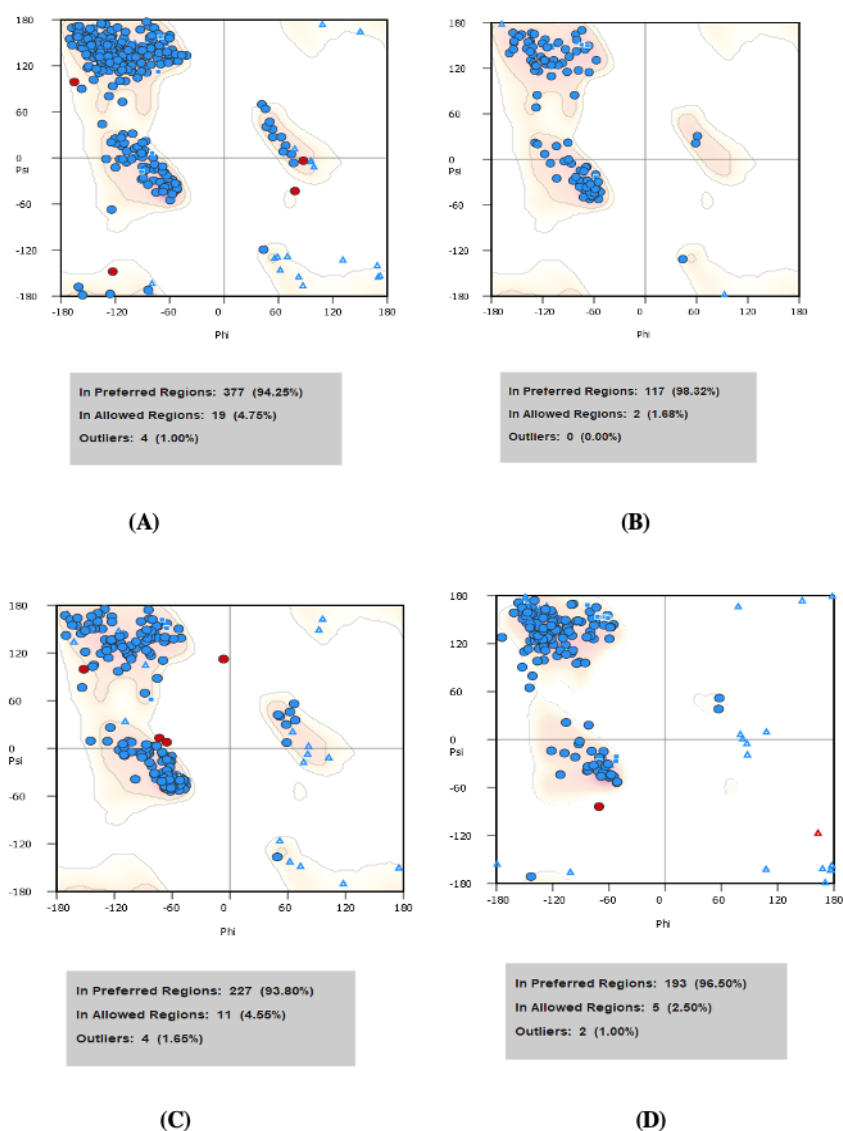 180
120
60
0
Psi
-60
-120
-180
-180 -120 -60 0 60 120 180
Phi
In Preferred Regions: 377 (94.25%)
In Allowed Regions: 19 (4.75%)
Outliers: 4 (1.00%)
(A)
180
120
60
0
Psi
-60
-120
-180
-180 -120 -60 0 60 120 180
Phi
In Preferred Regions: 117 (98.32%)
In Allowed Regions: 2 (1.68%)
Outliers: 0 (0.00%)
(B)
180
120
60
0
Psi
-60
-120
-180
-180 -120 -60 0 60 120 180
Phi
In Preferred Regions: 227 (93.80%)
In Allowed Regions: 11 (4.55%)
Outliers: 4 (1.65%)
(C)
180
120
60
0
Psi
-60
-120
-180
-180 -120 -60 0 60 120 180
Phi
In Preferred Regions: 193 (96.50%)
In Allowed Regions: 5 (2.50%)
Outliers: 2 (1.00%)
(D)